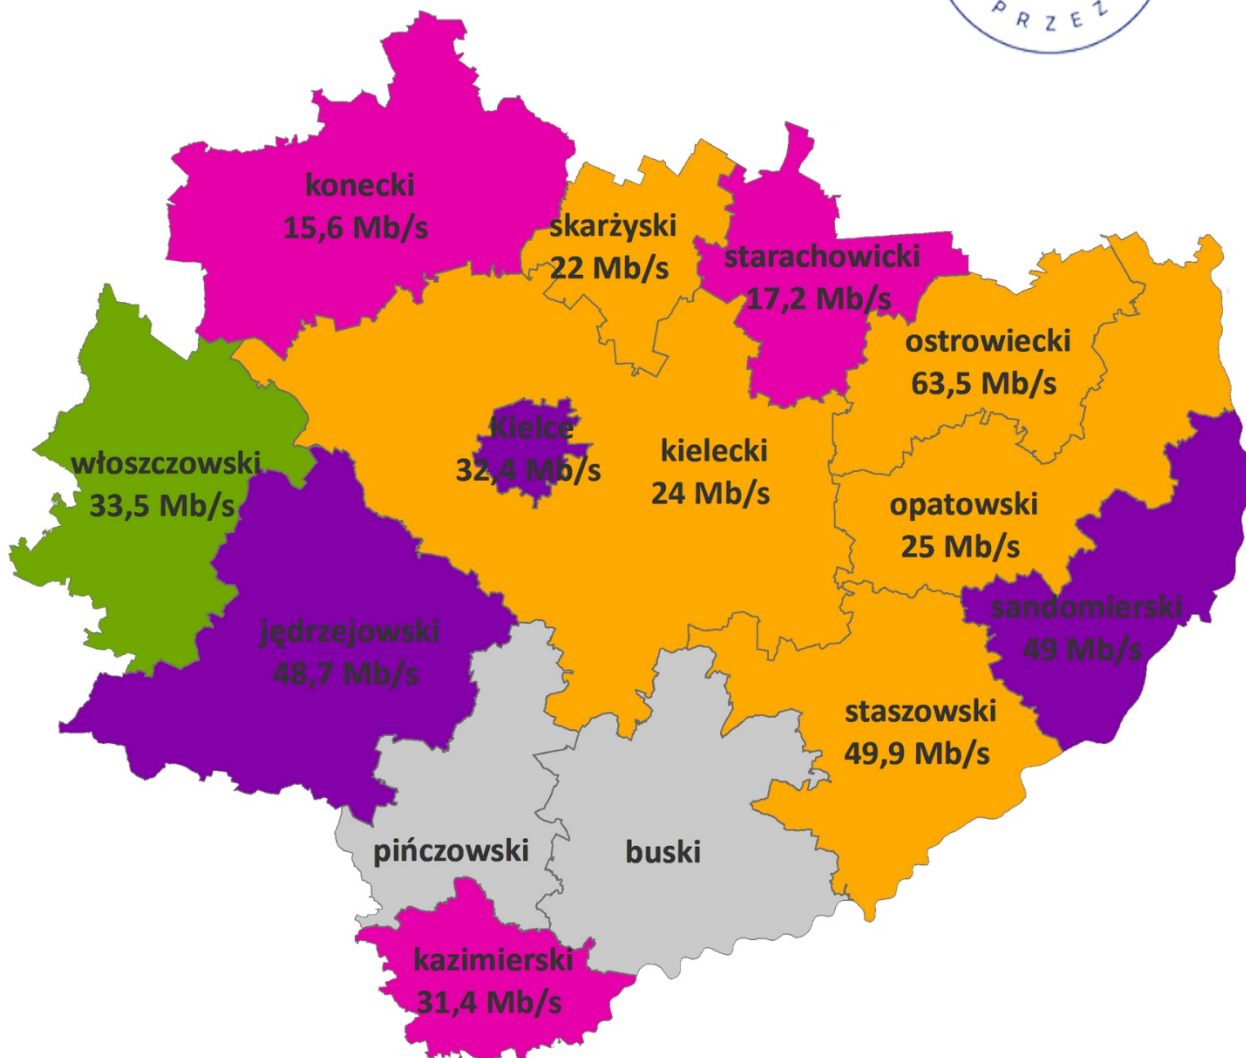 PRZEZ
konecki
15,6 Mb/s
skarżyski
22 Mb/s
starachowicki
17,2 Mb/s
ostrowiecki
63,5 Mb/s
włoszczowski
33,5 Mb/s
Kielce
32,4 Mb/s
kielecki
24 Mb/s
opatowski
25 Mb/s
jędrzejowski
48,7 Mb/s
sandomierski
49 Mb/s
staszowski
49,9 Mb/s
pińczowski
buski
kazimierski
31,4 Mb/s